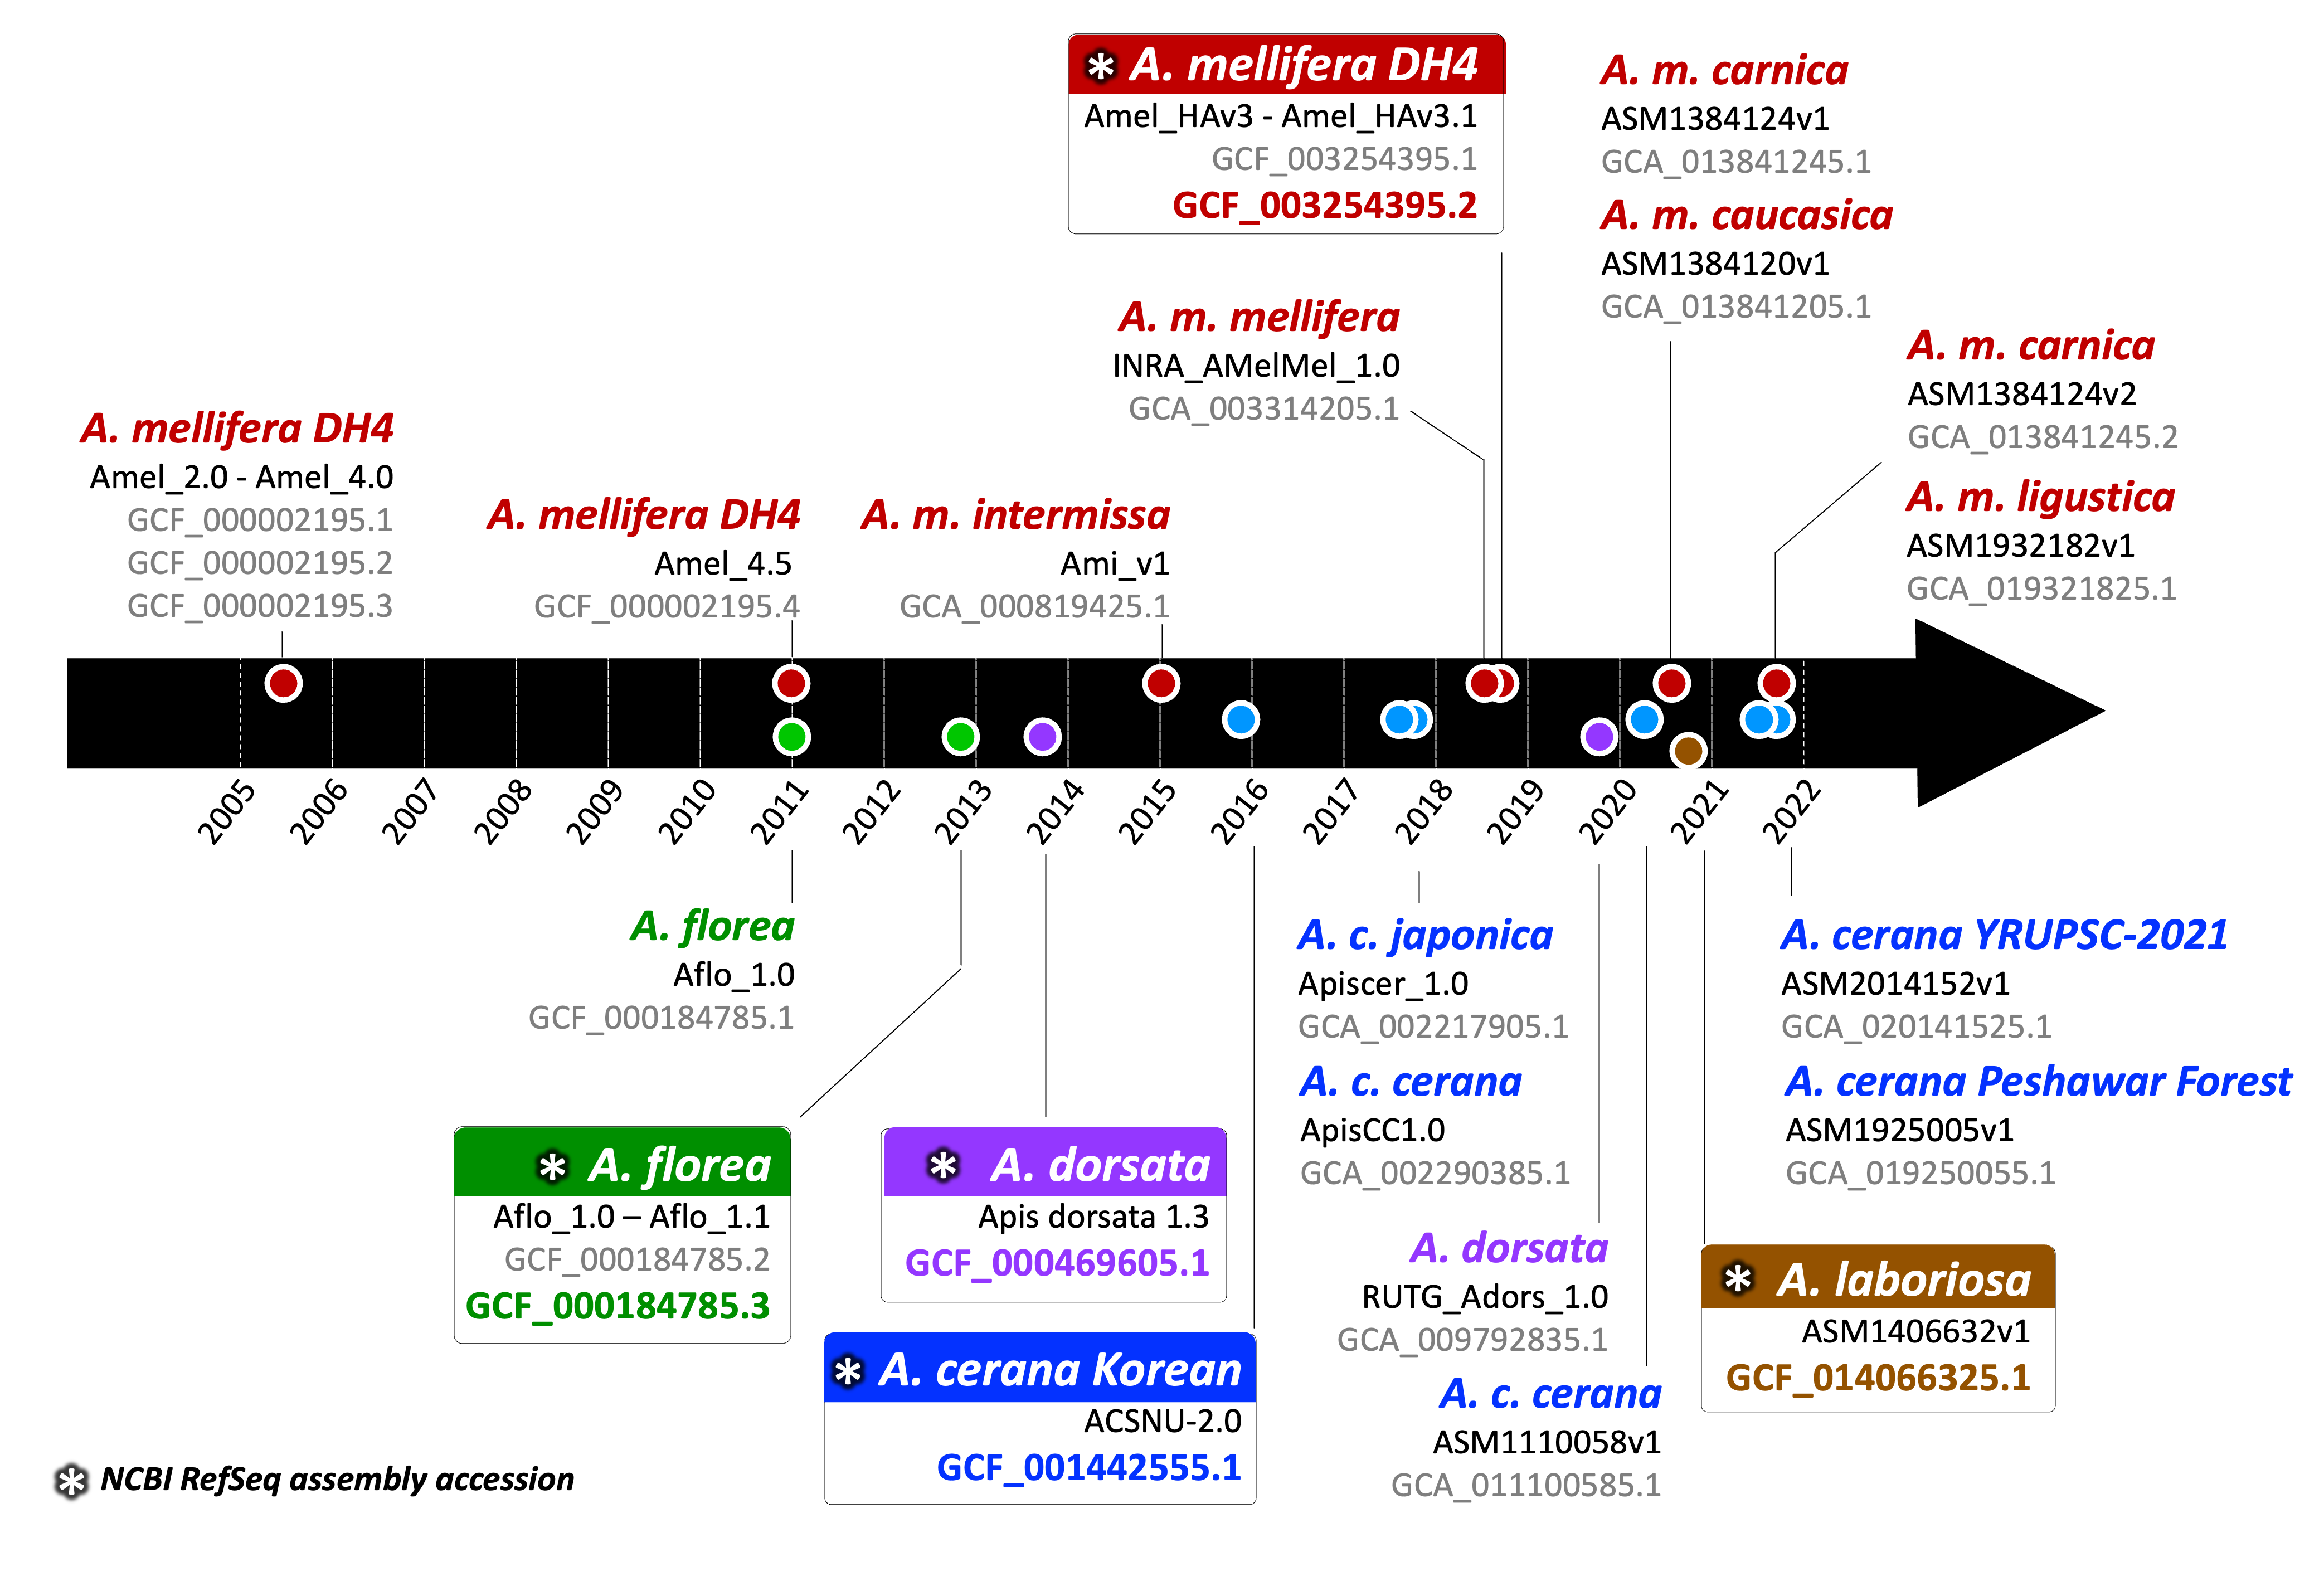 * A. mellifera DH4
Amel_HAv3 - Amel_HAv3.1
GCF_003254395.1
GCF_003254395.2
A. m. carnica
ASM1384124v1
GCA_013841245.1
A. m. caucasica
ASM1384120v1
GCA_013841205.1
A. m. mellifera
INRA_AMelMel_1.0
GCA_003314205.1
A. m. carnica
ASM1384124v2
GCA_013841245.2
A. m. ligustica
ASM1932182v1
GCA_019321825.1
A. mellifera DH4
Amel_2.0 - Amel_4.0
GCF_000002195.1
GCF_000002195.2
GCF_000002195.3
A. mellifera DH4
Amel_4.5
GCF_000002195.4
A. m. intermissa
Ami_v1
GCA_000819425.1
2005
2006
2007
2008
2009
2010
2011
2012
2013
2014
2015
2016
2017
2018
2019
2020
2021
2022
A. florea
Aflo_1.0
GCF_000184785.1
* A. florea
Aflo_1.0 – Aflo_1.1
GCF_000184785.2
GCF_000184785.3
* A. dorsata
Apis dorsata 1.3
GCF_000469605.1
* A. cerana Korean
ACSNU-2.0
GCF_001442555.1
A. c. japonica
Apiscer_1.0
GCA_002217905.1
A. c. cerana
ApisCC1.0
GCA_002290385.1
A. dorsata
RUTG_Adors_1.0
GCA_009792835.1
A. c. cerana
ASM1110058v1
GCA_011100585.1
A. cerana YRUPSC-2021
ASM2014152v1
GCA_020141525.1
A. cerana Peshawar Forest
ASM1925005v1
GCA_019250055.1
* A. laboriosa
ASM1406632v1
GCF_014066325.1
* NCBI RefSeq assembly accession